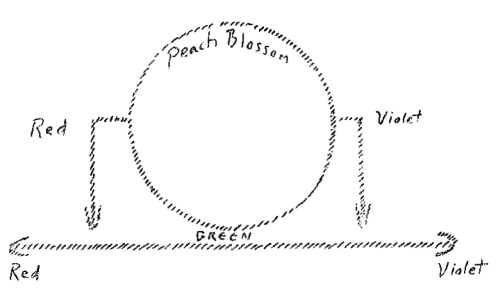 Peach Blossom
Red
Violet
GREEN
Red
Violet